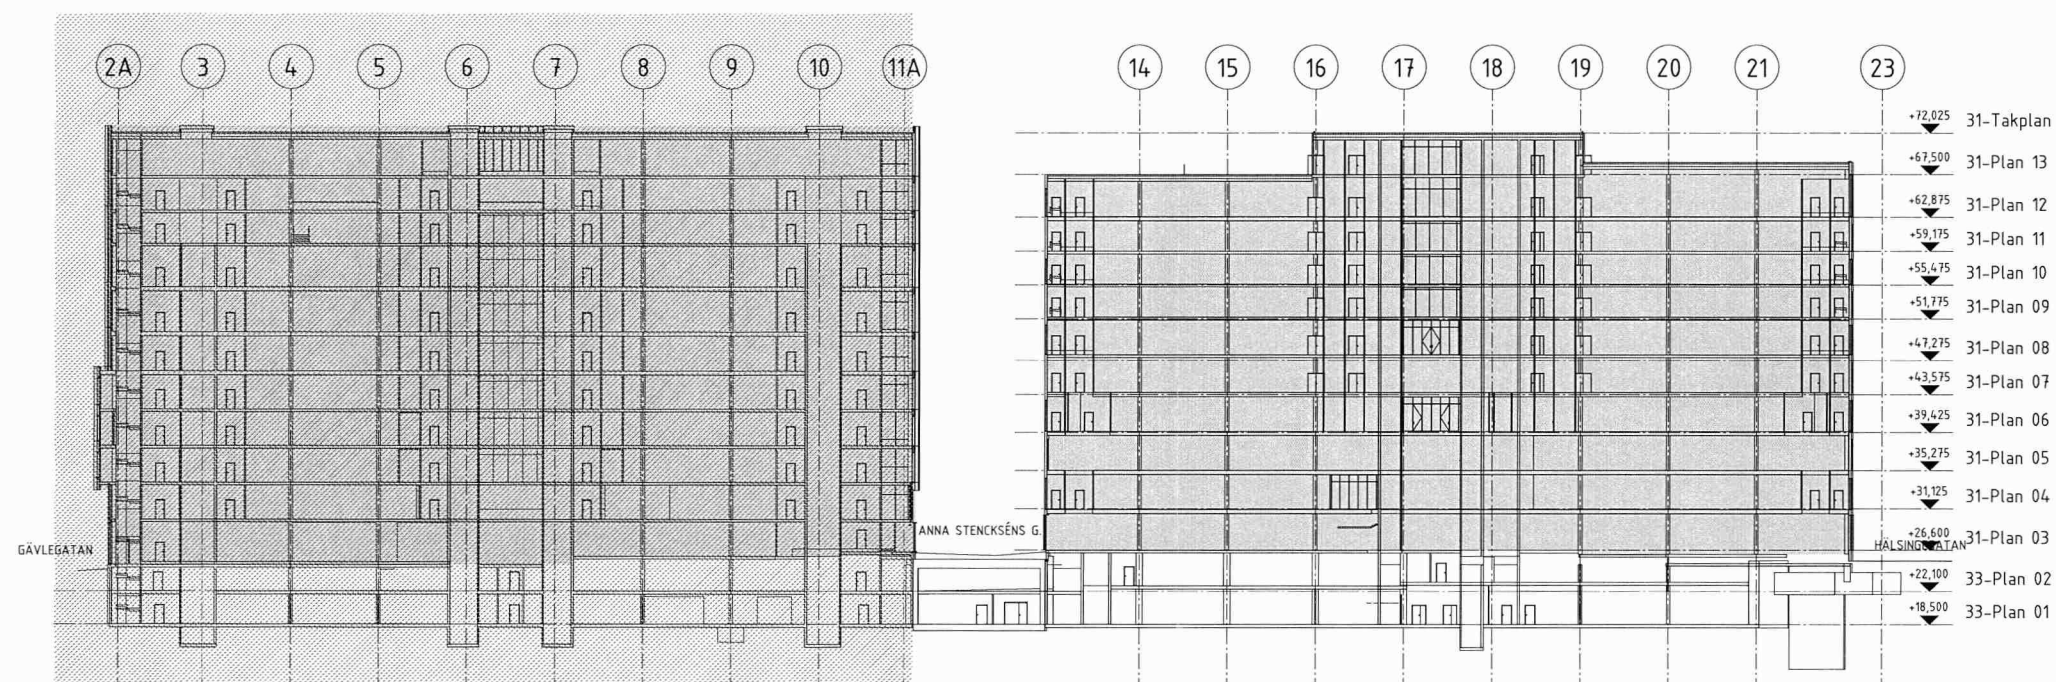 2A 3 4 5 6 7 8 9 10 11A 14 15 16 17 18 19 20 21 23
+72,025 31-Takplan
+67,500 31-Plan 13
+62,875 31-Plan 12
+59,175 31-Plan 11
+55,475 31-Plan 10
+51,775 31-Plan 09
+47,275 31-Plan 08
+43,575 31-Plan 07
+39,425 31-Plan 06
+35,275 31-Plan 05
+31,125 31-Plan 04
ANNA STENCKSÉNS G.
+26,600 31-Plan 03
GÄVLEGATAN
HÄLSINGEGATAN
+22,100 33-Plan 02
+18,500 33-Plan 01